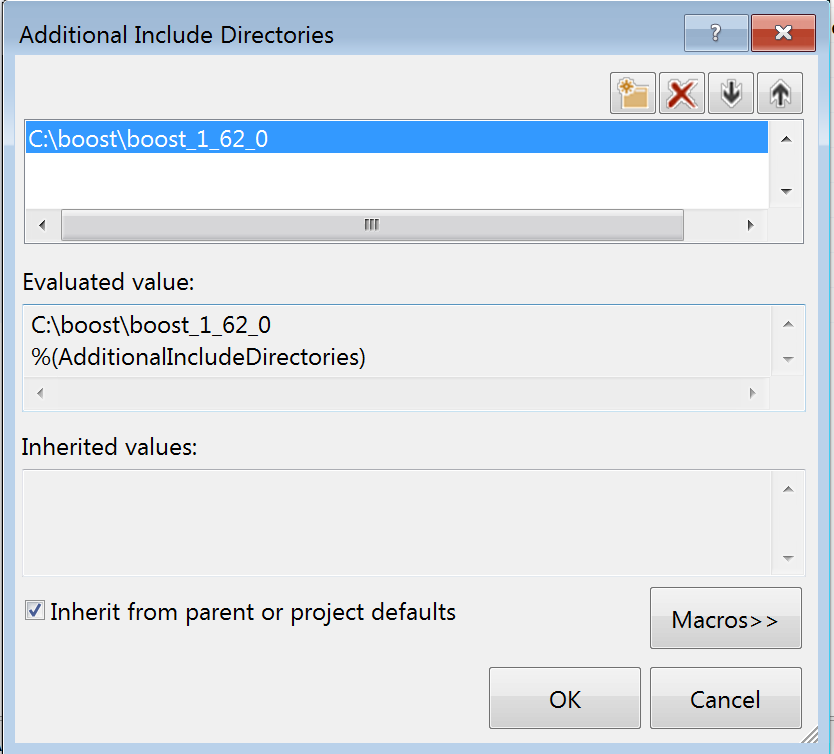 Additional Include Directories
?
C:\boost\boost_1_62_0
Evaluated value:
C:\boost\boost_1_62_0
%(AdditionalIncludeDirectories)
Inherited values:
Inherit from parent or project defaults
Macros>>
OK
Cancel